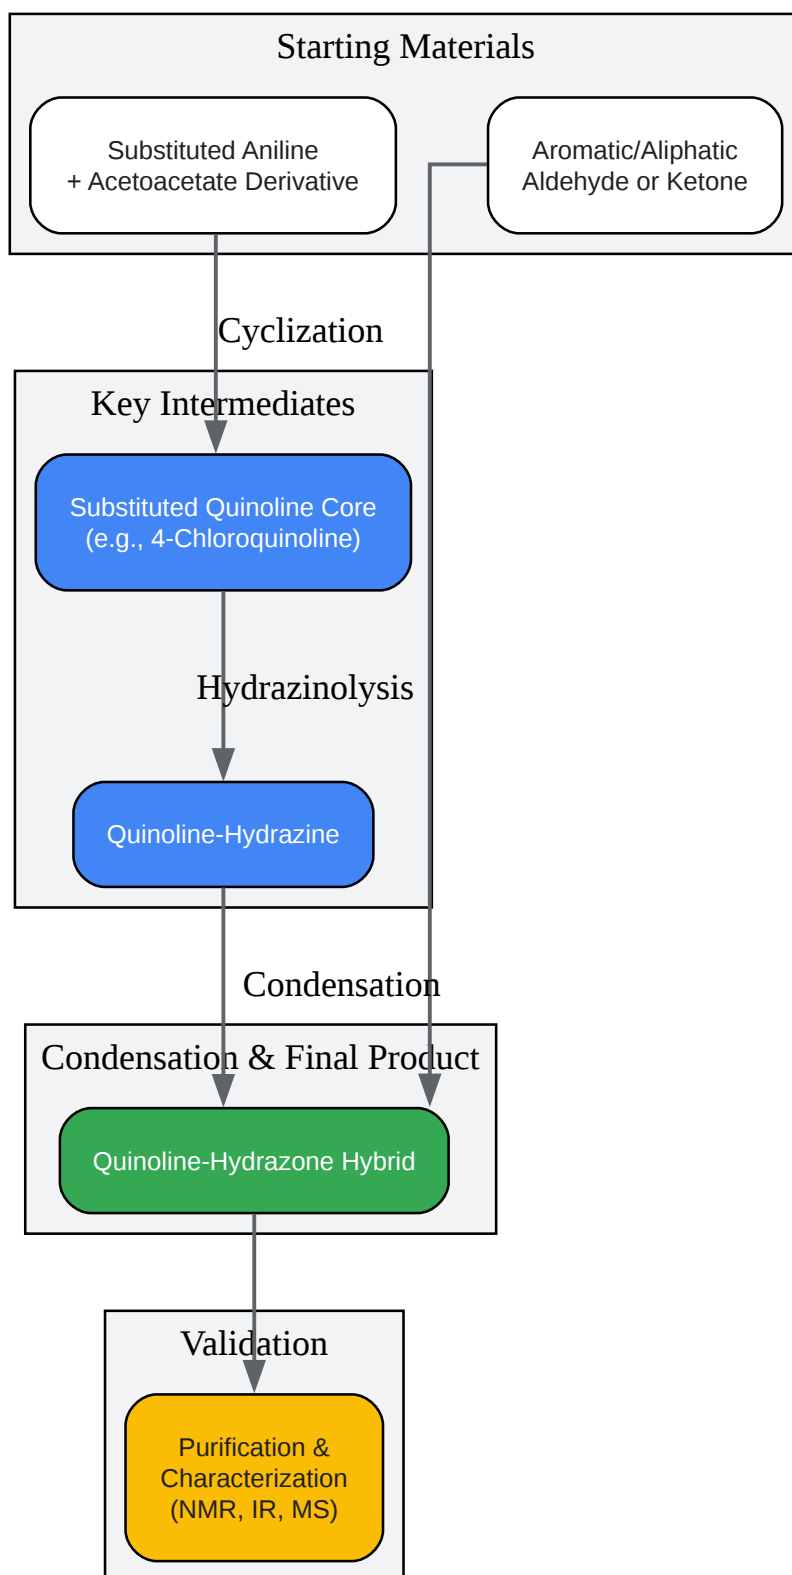 Starting Materials
Substituted Aniline
+ Acetoacetate Derivative
Aromatic/Aliphatic
Aldehyde or Ketone
Cyclization
Key Intermediates
Substituted Quinoline Core
(e.g., 4-Chloroquinoline)
Hydrazinolysis
Quinoline-Hydrazine
Condensation
Condensation & Final Product
Quinoline-Hydrazone Hybrid
Validation
Purification &
Characterization
(NMR, IR, MS)